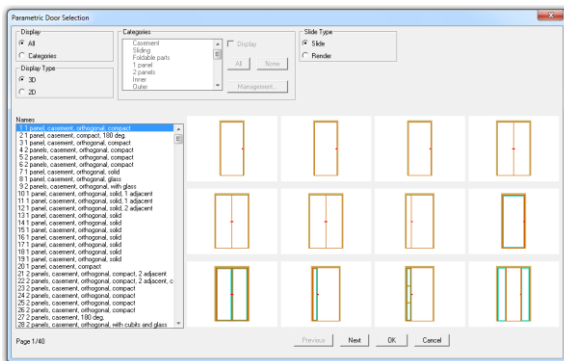 Parametric Door Selection
Display
All
Categories
Display Type
3D
2D
Categories
Casement
Sliding
Foldable parts
1 panel
2 panels
Inner
Outer
Display
All
None
Management...
Slide Type
Slide
Render
Names
1 1 panel, casement, orthogonal, compact
2 1 panel, casement, compact, 180 deg.
3 1 panel, casement, orthogonal, compact
4 2 panels, casement, orthogonal, compact
5 2 panels, casement, orthogonal, compact
6 2 panels, casement, orthogonal, compact
7 1 panel, casement, orthogonal, solid
8 1 panel, casement, orthogonal, glass
9 2 panels, casement, orthogonal, with glass
10 1 panel, casement, orthogonal, solid, 1 adjacent
11 1 panel, casement, orthogonal, solid, 1 adjacent
12 1 panel, casement, orthogonal, solid, 2 adjacent
13 1 panel, casement, orthogonal, solid
14 1 panel, casement, orthogonal, solid
15 1 panel, casement, orthogonal, solid
16 1 panel, casement, orthogonal, solid
17 1 panel, casement, orthogonal, solid
18 1 panel, casement, orthogonal, solid
19 1 panel, casement, orthogonal, solid
20 1 panel, casement, compact
21 2 panels, casement, orthogonal, compact, 2 adjacent
22 2 panels, casement, orthogonal, compact, 2 adjacent, c
23 2 panels, casement, orthogonal, compact
24 2 panels, casement, orthogonal, compact
25 2 panels, casement, orthogonal, compact
26 2 panels, casement, orthogonal, compact
27 2 panels, casement, 180 deg.
28 2 panels, casement, orthogonal, with cubits and glass
Page 1/40
Previous
Next
OK
Cancel